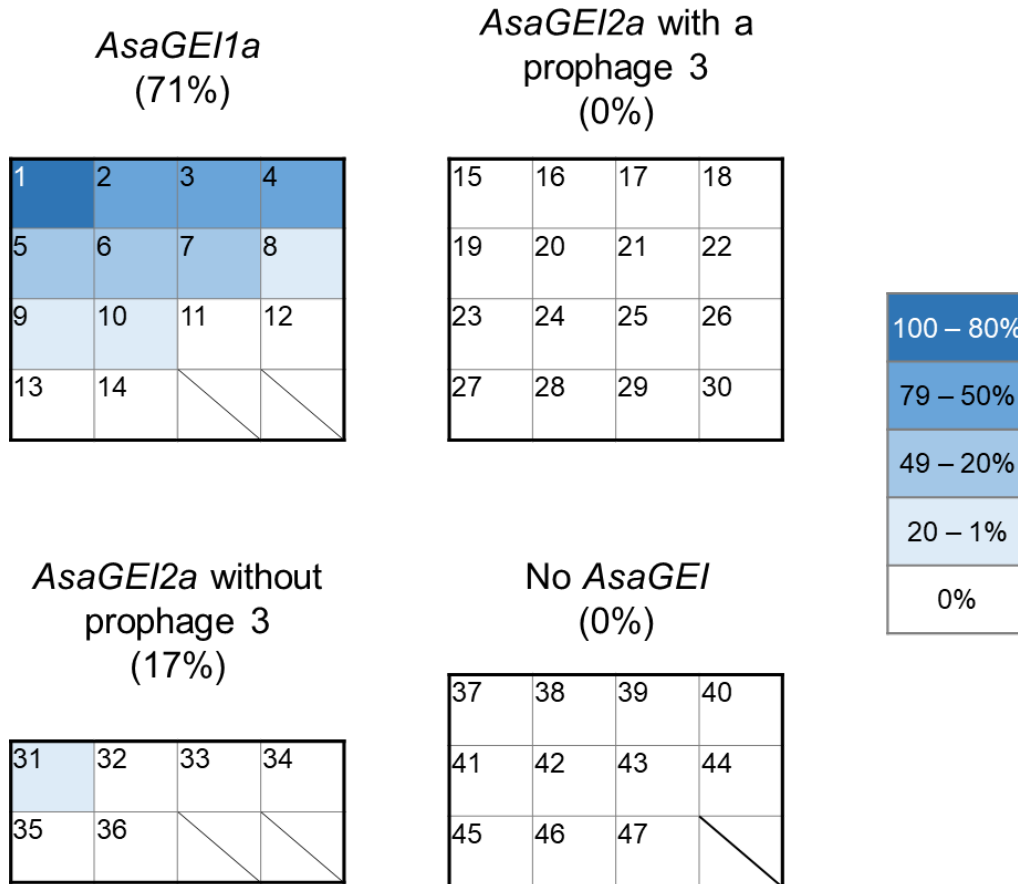 AsaGEI1a
(71%)
1 2 3 4
5 6 7 8
9 10 11 12
13 14
AsaGEI2a with a
prophage 3
(0%)
15 16 17 18
19 20 21 22
23 24 25 26
27 28 29 30
AsaGEI2a without
prophage 3
(17%)
31 32 33 34
35 36
No AsaGEI
(0%)
37 38 39 40
41 42 43 44
45 46 47
100 – 80%
79 – 50%
49 – 20%
20 – 1%
0%